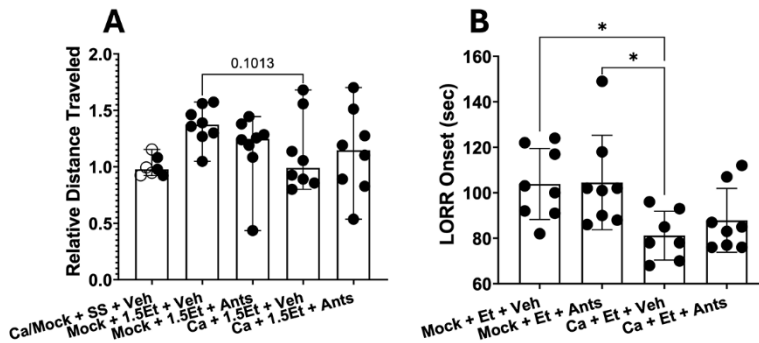 A
Relative Distance Traveled
2.0
1.5
1.0
0.5
0.0
0.1013
Ca/Mock + SS + Veh
Mock + 1.5Et + Veh
Mock + 1.5Et + Ants
Ca + 1.5Et + Veh
Ca + 1.5Et + Ants
B
LORR Onset (sec)
160
140
120
100
80
60
*
*
Mock + Et + Veh
Mock + Et + Ants
Ca + Et + Veh
Ca + Et + Ants